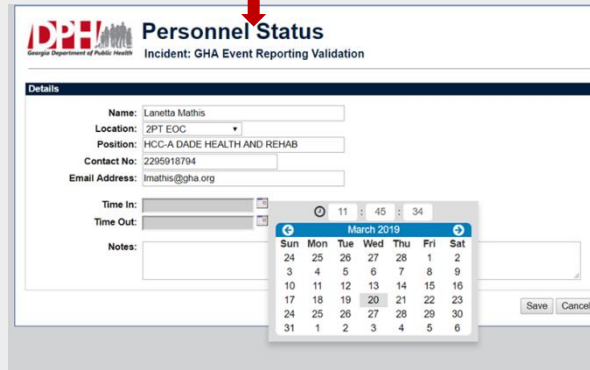 DPH
Georgia Department of Public Health
Personnel Status
Incident: GHA Event Reporting Validation
Details
Name: Lanetta Mathis
Location: 2PT EOC
Position: HCC-A DADE HEALTH AND REHAB
Contact No: 2295918794
Email Address: lmathis@gha.org
Time In:
Time Out:
Notes:
11 : 45 : 34
March 2019
Sun Mon Tue Wed Thu Fri Sat
24 25 26 27 28 1 2
3 4 5 6 7 8 9
10 11 12 13 14 15 16
17 18 19 20 21 22 23
24 25 26 27 28 29 30
31 1 2 3 4 5 6
Save Cancel